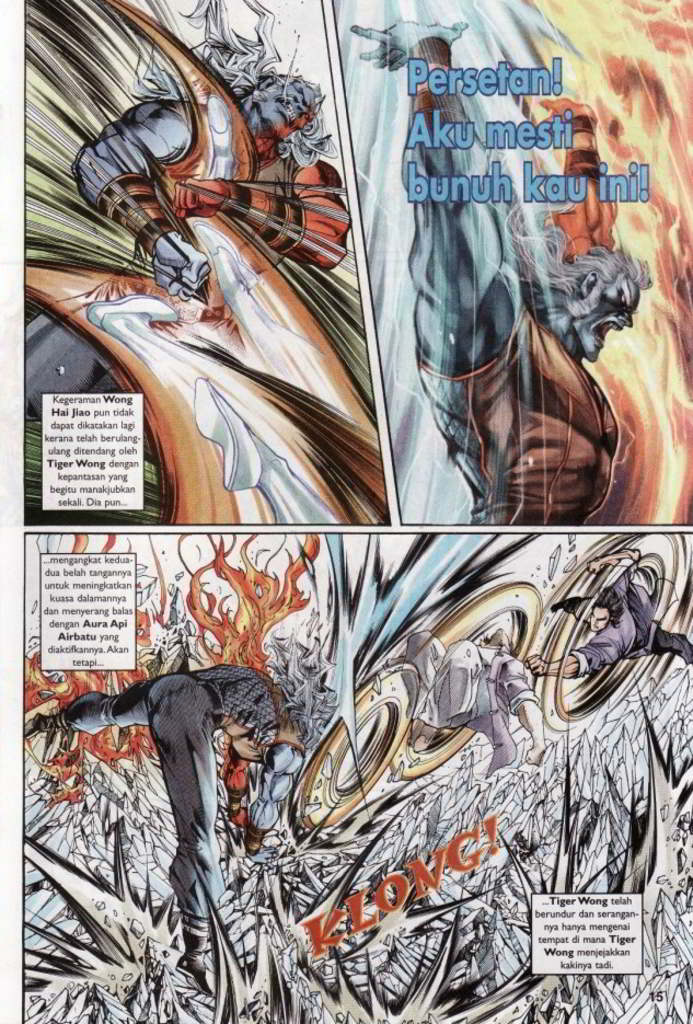 Kegeraman Wong
Hai Jiao pun tidak
dapat dikatakan lagi
kerana telah berulang-
ulang ditendang oleh
Tiger Wong dengan
kepantasan yang
begitu manakjubkan
sekali. Dia pun...
Persetan!
Aku mesti
bunuh kau ini!
...mengangkat kedua-
dua belah tangannya
untuk meningkatkan
kuasa dalamannya
dan menyerang balas
dengan Aura Api
Airbatu yang
diaktifkannya. Akan
tetapi...
KLONG!
...Tiger Wong telah
berundur dan serangan-
nya hanya mengenai
tempat di mana Tiger
Wong menjejakkan
kakinya tadi.
15